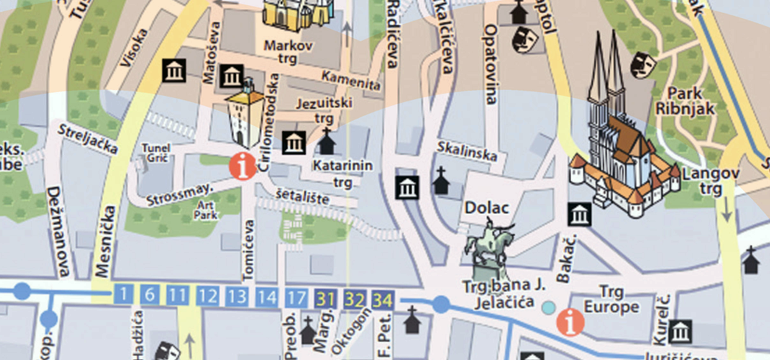 Tuš
Visoka
Matoševa
Markov
trg
Radićeva
Tkalčićeva
Opatovina
Kaptol
Kamenita
Jezuitski
trg
Ćirilometodska
Park
Ribnjak
Streljačka
Tunel
Grič
Skalinska
Katarinin
trg
Langov
trg
i
Strossmay.
šetalište
Art
Park
Dolac
Dežmanova
Mesnička
Tomićeva
Bakač.
Trg bana J.
Jelačića
Trg
Europe
1 6 11 12 13 14 17 31 32 34
i
Kurelč.
Hadžića
Preob.
Marg.
Oktogon
F. Pet.
Jurišićeva